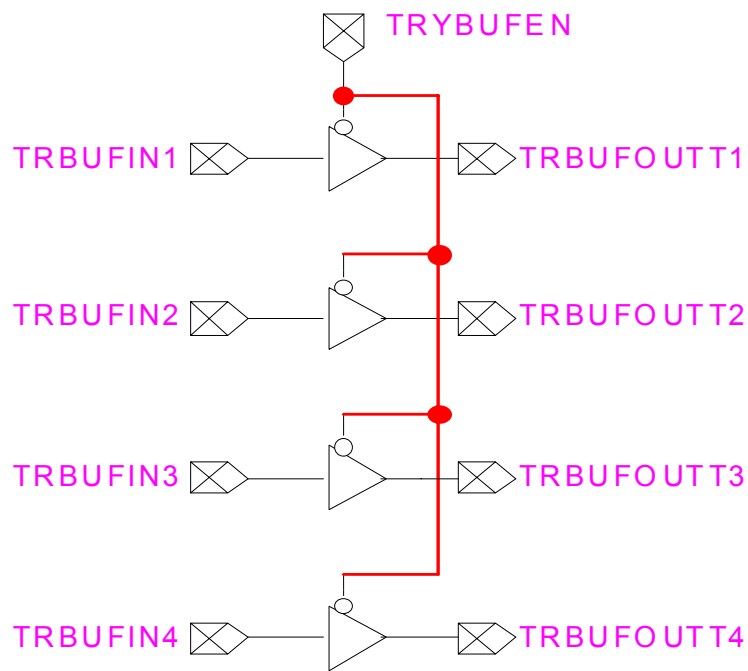 TRYBUFEN
TRBUFIN1 TRBUFOUTT1
TRBUFIN2 TRBUFOUTT2
TRBUFIN3 TRBUFOUTT3
TRBUFIN4 TRBUFOUTT4